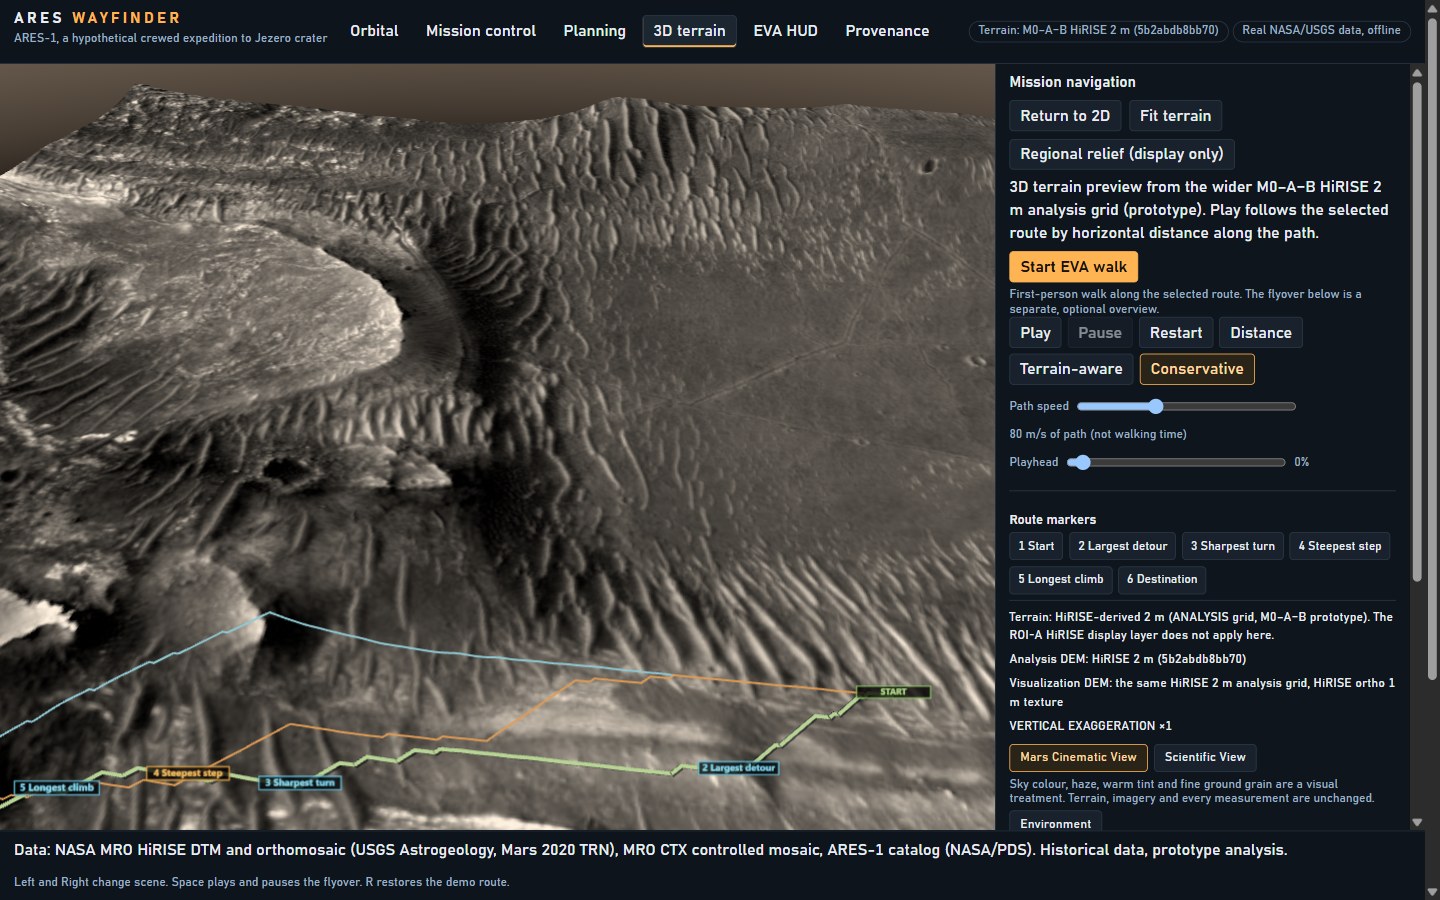 ARES WAYFINDER
ARES-1, a hypothetical crewed expedition to Jezero crater
Orbital
Mission control
Planning
3D terrain
EVA HUD
Provenance
Terrain: M0-A-B HiRISE 2 m (5b2abdb8bb70)
Real NASA/USGS data, offline
Mission navigation
Return to 2D
Fit terrain
Regional relief (display only)
3D terrain preview from the wider M0-A-B HiRISE 2
m analysis grid (prototype). Play follows the selected
route by horizontal distance along the path.
Start EVA walk
First-person walk along the selected route. The flyover below is a
separate, optional overview.
Play
Pause
Restart
Distance
Terrain-aware
Conservative
Path speed
80 m/s of path (not walking time)
Playhead
0%
Route markers
1 Start
2 Largest detour
3 Sharpest turn
4 Steepest step
5 Longest climb
6 Destination
Terrain: HiRISE-derived 2 m (ANALYSIS grid, M0-A-B prototype). The
ROI-A HiRISE display layer does not apply here.
Analysis DEM: HiRISE 2 m (5b2abdb8bb70)
Visualization DEM: the same HiRISE 2 m analysis grid, HiRISE ortho 1
m texture
VERTICAL EXAGGERATION ×1
Mars Cinematic View
Scientific View
Sky colour, haze, warm tint and fine ground grain are a visual
treatment. Terrain, imagery and every measurement are unchanged.
Environment
START
2 Largest detour
4 Steepest step
3 Sharpest turn
5 Longest climb
Data: NASA MRO HiRISE DTM and orthomosaic (USGS Astrogeology, Mars 2020 TRN), MRO CTX controlled mosaic, ARES-1 catalog (NASA/PDS). Historical data, prototype analysis.
Left and Right change scene. Space plays and pauses the flyover. R restores the demo route.